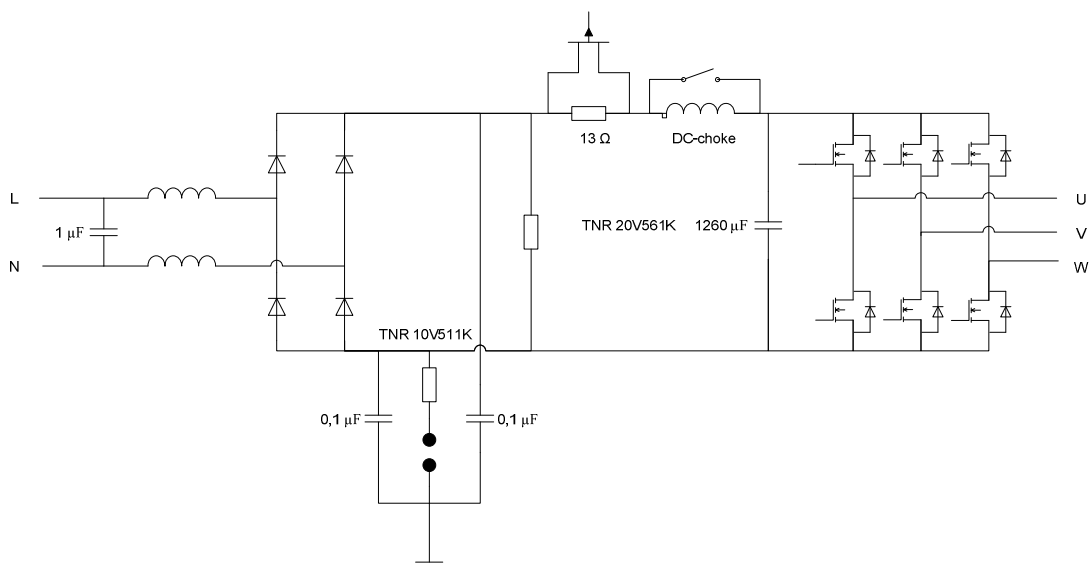 13 Ω
DC-choke
L
U
1 µF
TNR 20V561K
1260 µF
V
N
W
TNR 10V511K
0,1 µF
0,1 µF